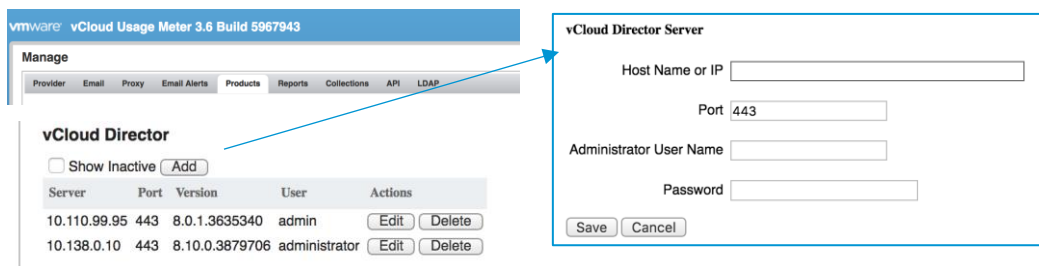 vmware vCloud Usage Meter 3.6 Build 5967943
Manage
Provider Email Proxy Email Alerts Products Reports Collections API LDAP
vCloud Director
Show Inactive Add
Server Port Version User Actions
10.110.99.95 443 8.0.1.3635340 admin Edit Delete
10.138.0.10 443 8.10.0.3879706 administrator Edit Delete
vCloud Director Server
Host Name or IP
Port 443
Administrator User Name
Password
Save Cancel